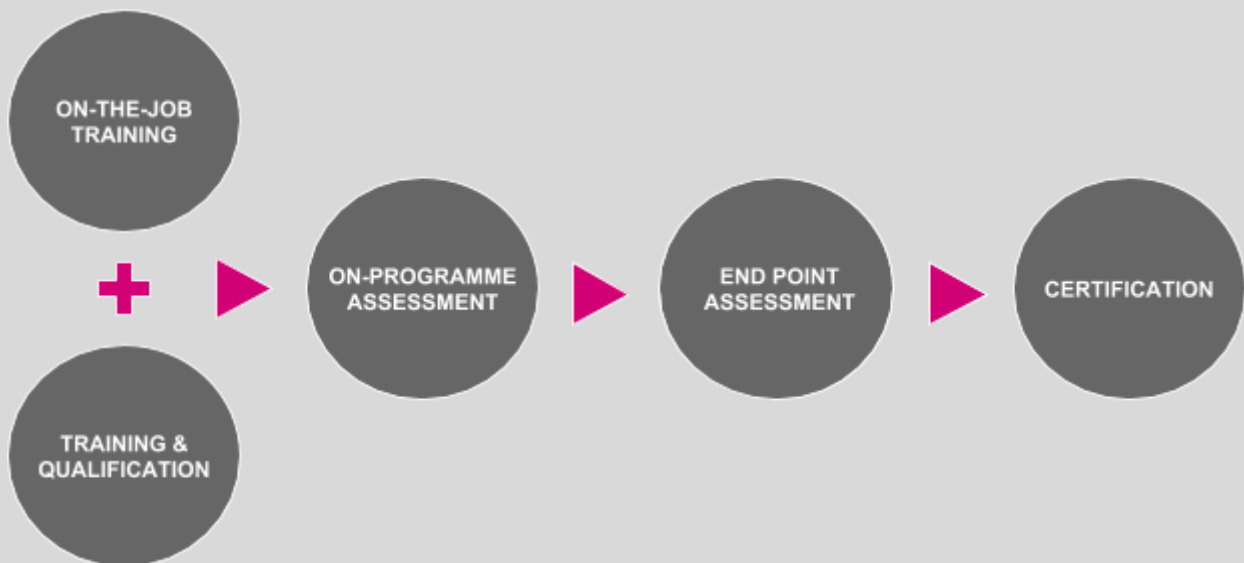 ON-THE-JOB
TRAINING
TRAINING &
QUALIFICATION
ON-PROGRAMME
ASSESSMENT
END POINT
ASSESSMENT
CERTIFICATION